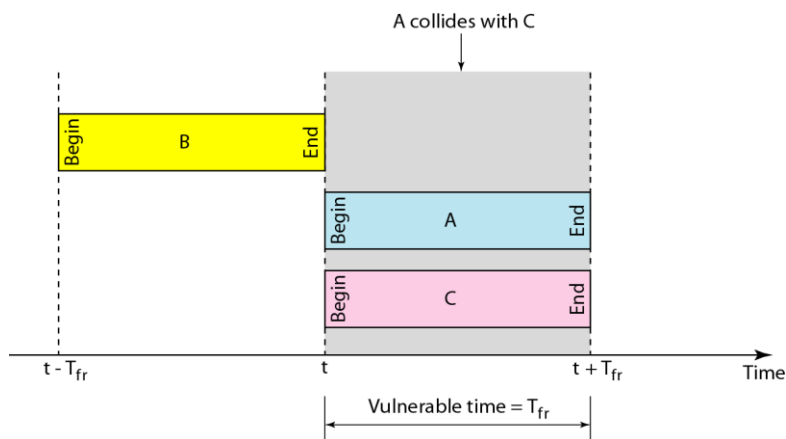 A collides with C
Begin
B
End
Begin
A
End
Begin
C
End
t - Tfr
t
t + Tfr
Time
Vulnerable time = Tfr